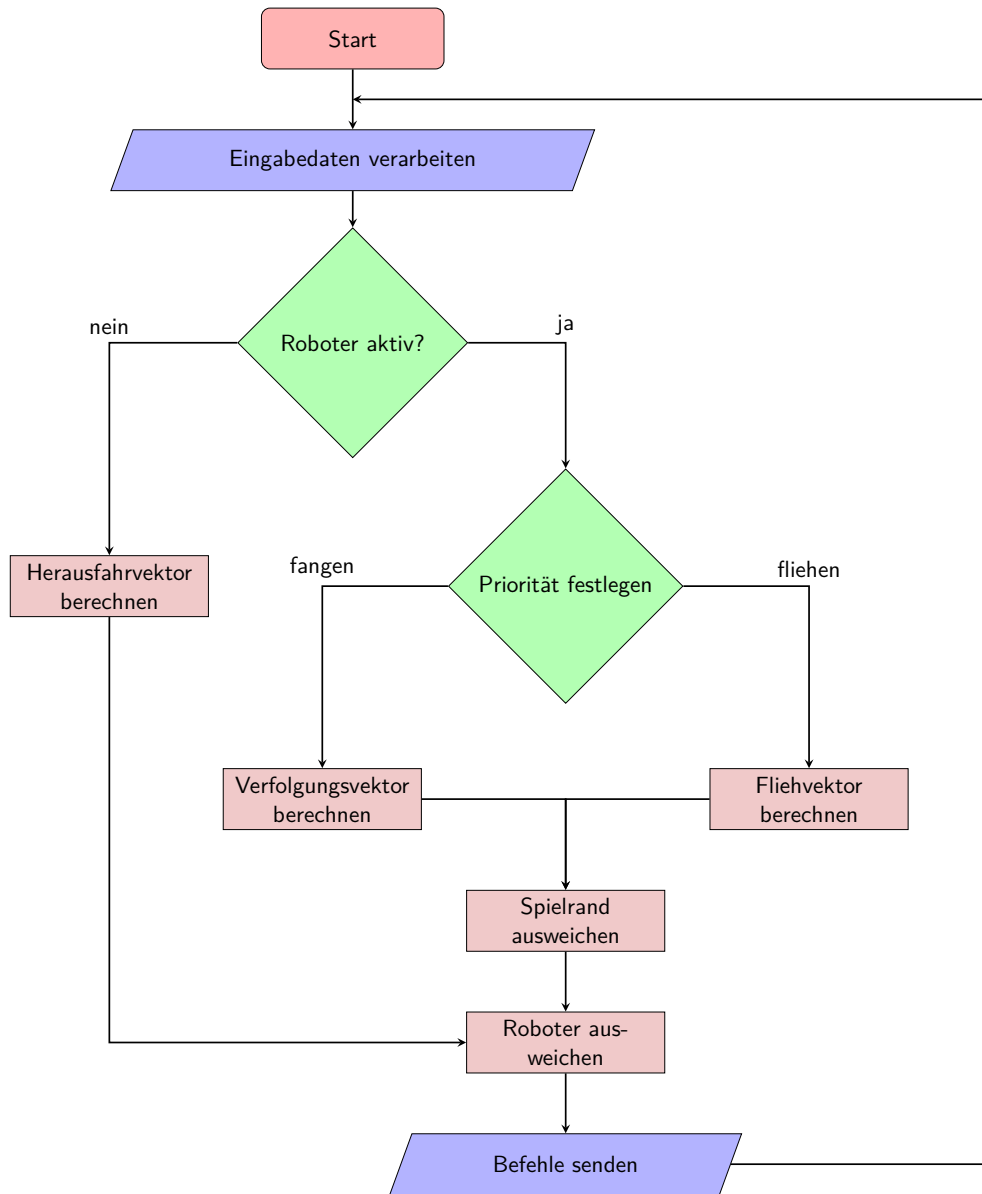 Start
Eingabedaten verarbeiten
nein
ja
Roboter aktiv?
fangen
fliehen
Herausfahrvektor
berechnen
Priorität festlegen
Verfolgungsvektor
berechnen
Fliehvektor
berechnen
Spielrand
ausweichen
Roboter aus-
weichen
Befehle senden